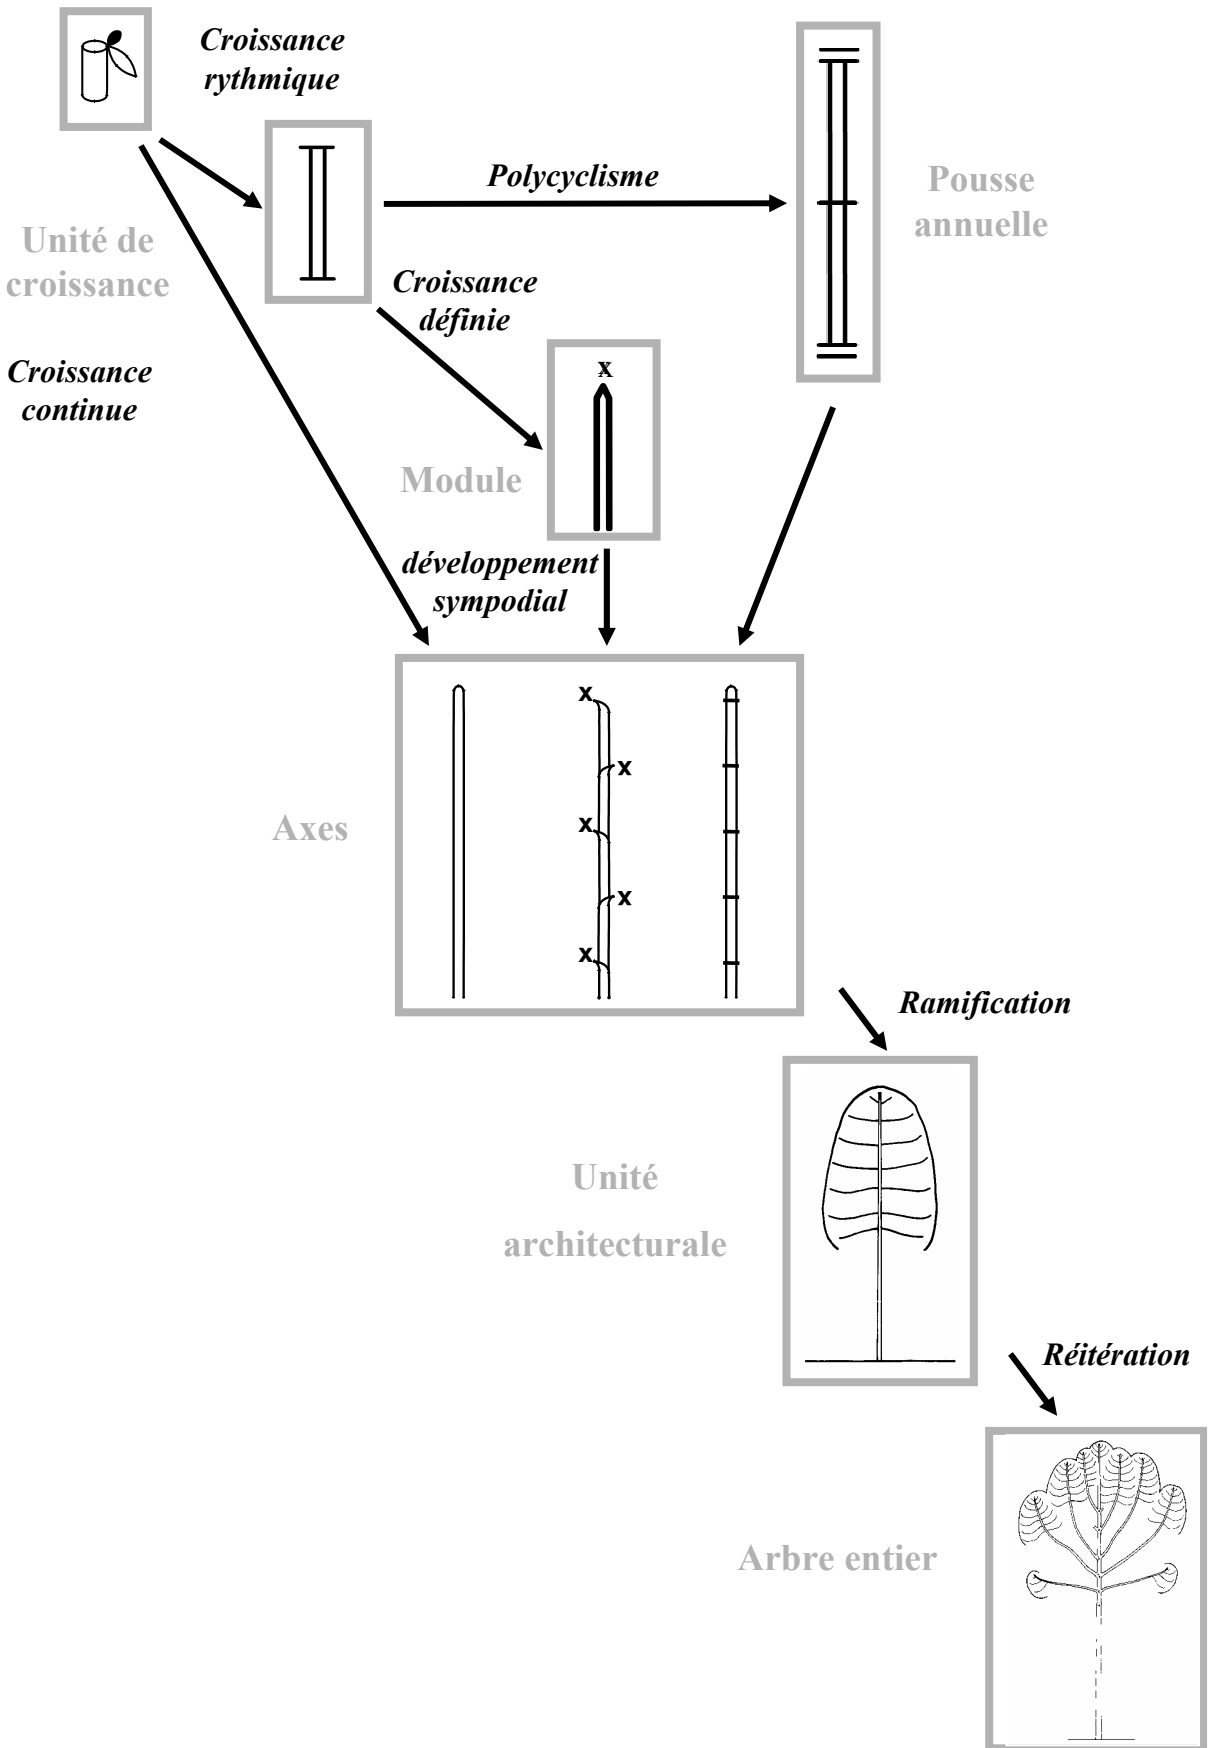 Croissance
rythmique
Polycyclisme
Pousse
annuelle
Unité de
croissance
Croissance
définie
x
Croissance
continue
Module
développement
sympodial
x
x
x
x
x
Axes
Ramification
Unité
architecturale
Réitération
Arbre entier